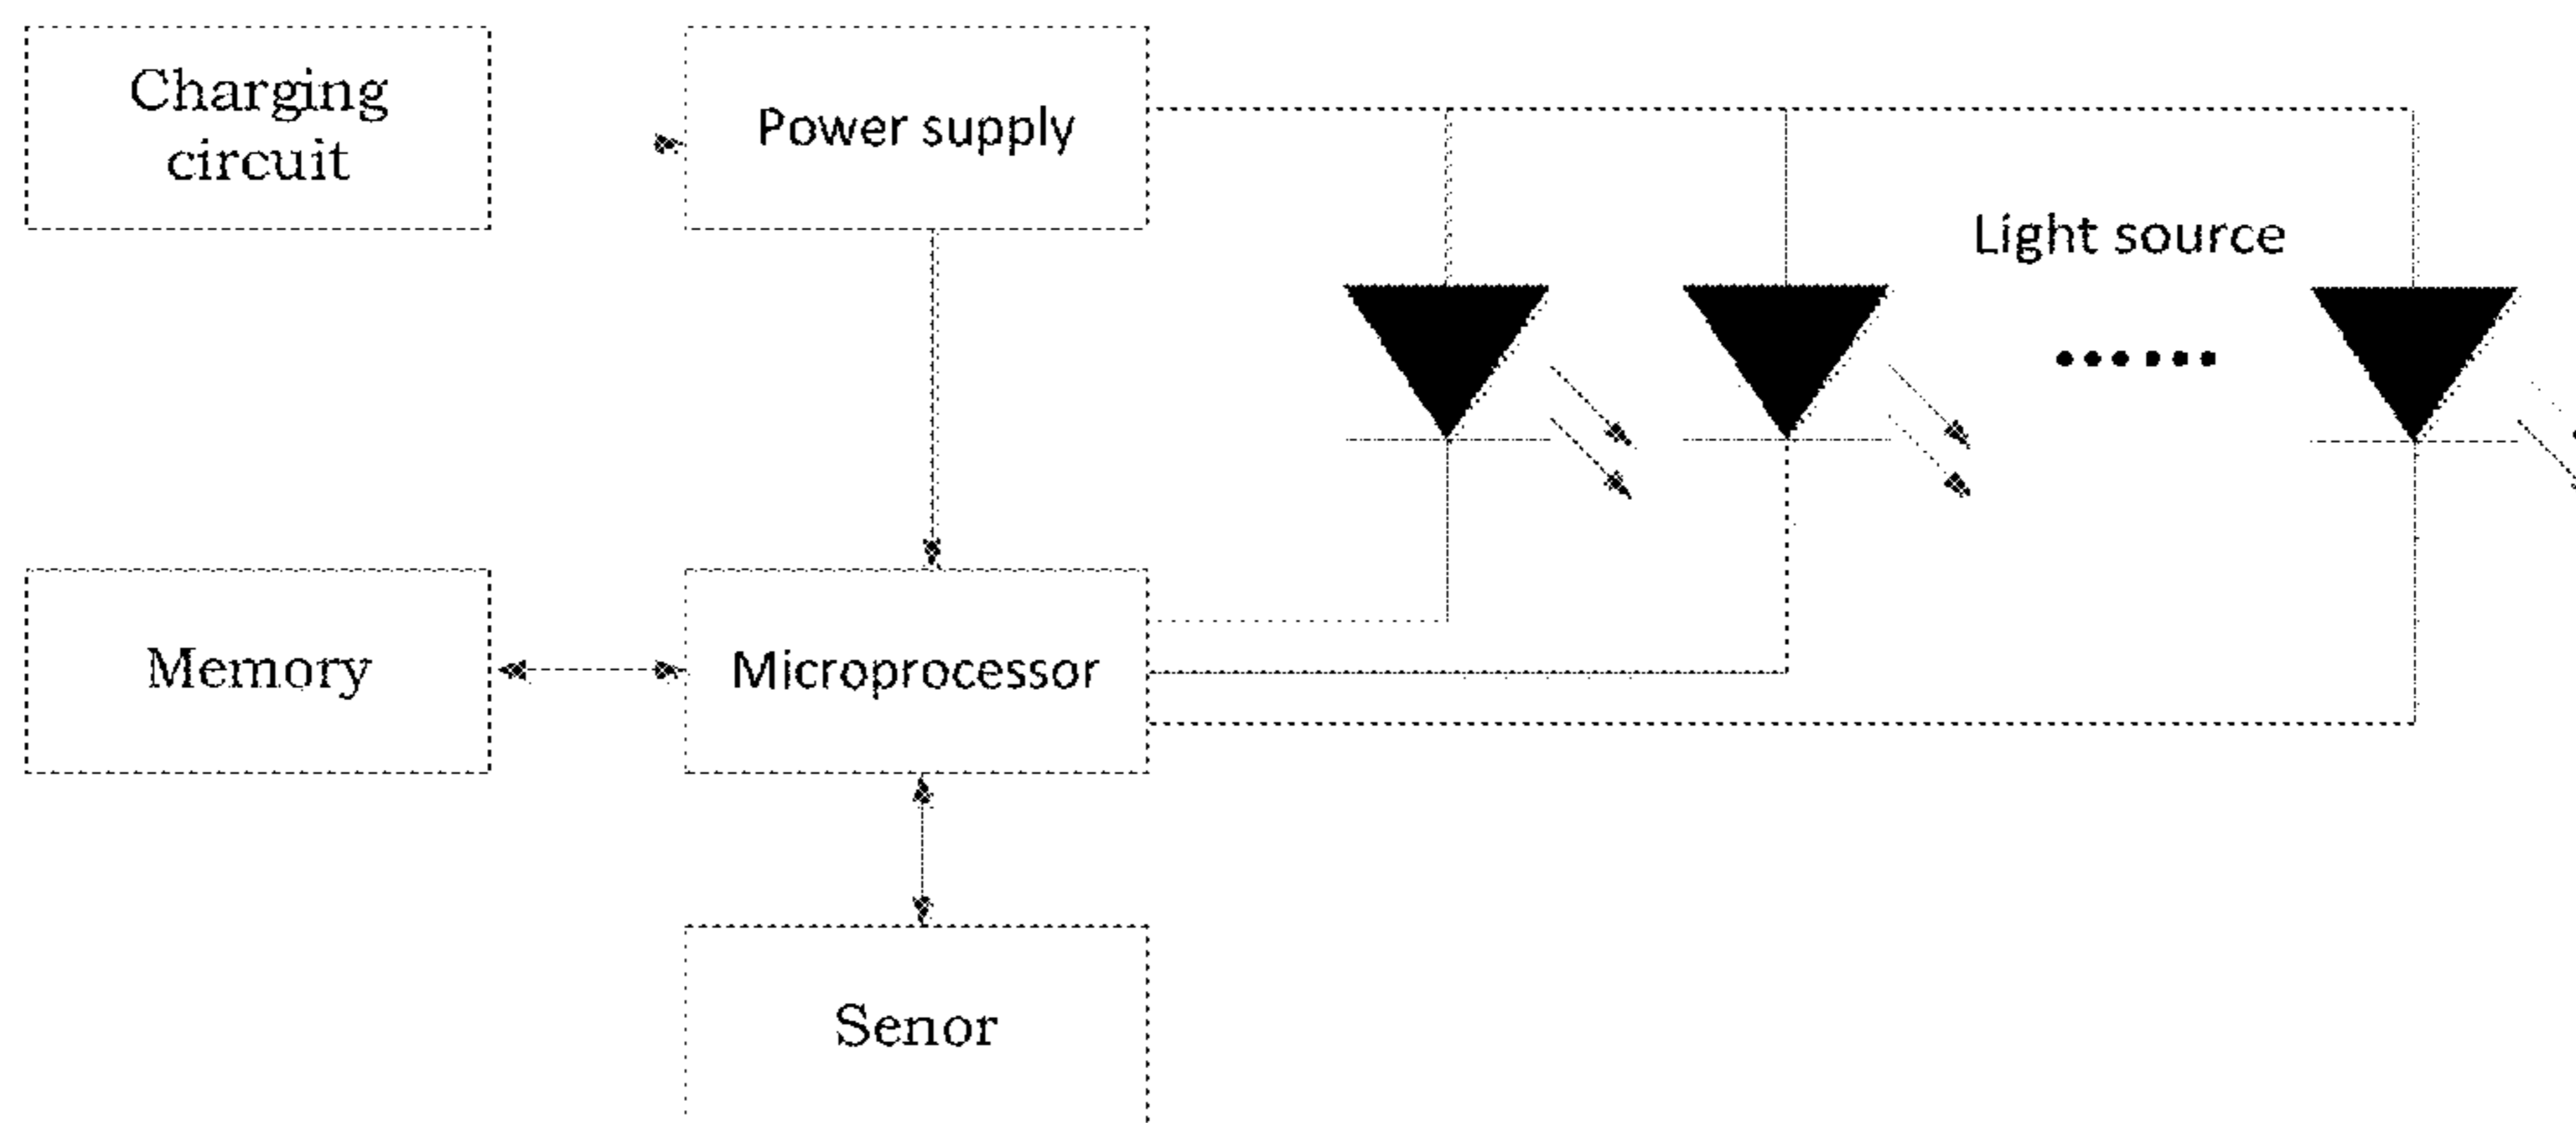 Charging
circuit
Power supply
Light source
Memory
Microprocessor
Senor